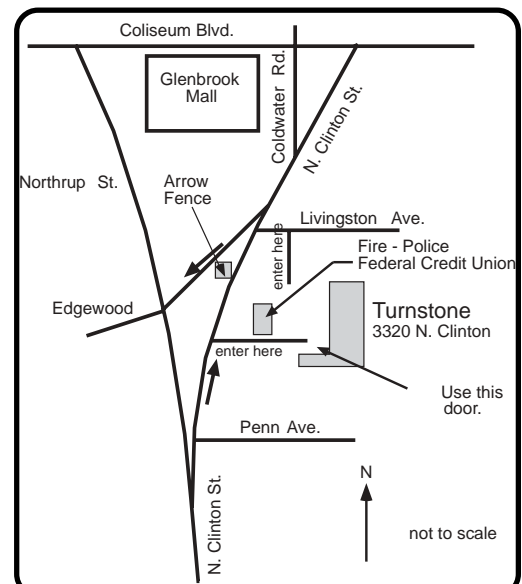 Coliseum Blvd.
Glenbrook
Mall
Coldwater Rd.
N. Clinton St.
Northrup St.
Arrow
Fence
Livingston Ave.
enter here
Fire - Police
Federal Credit Union
Edgewood
Turnstone
3320 N. Clinton
enter here
Use this
door.
Penn Ave.
N
N. Clinton St.
not to scale